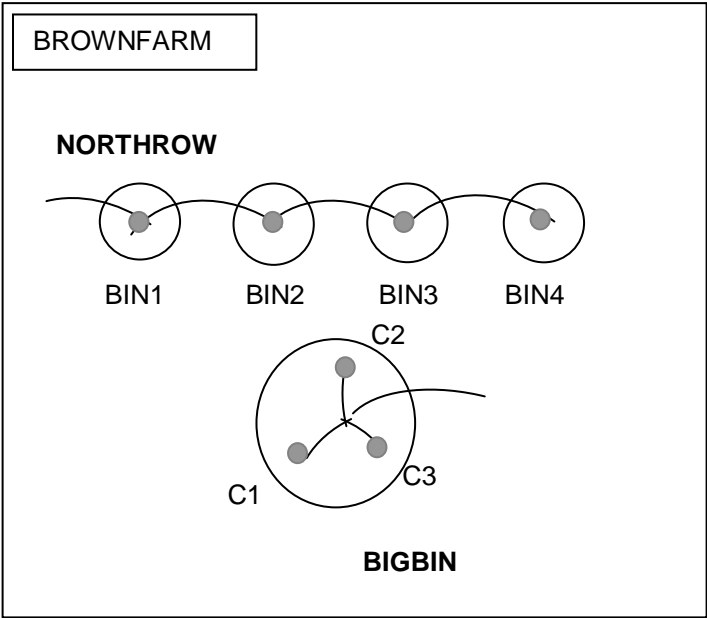 BROWNFARM
NORTHROW
BIN1 BIN2 BIN3 BIN4
C2
C3
C1
BIGBIN